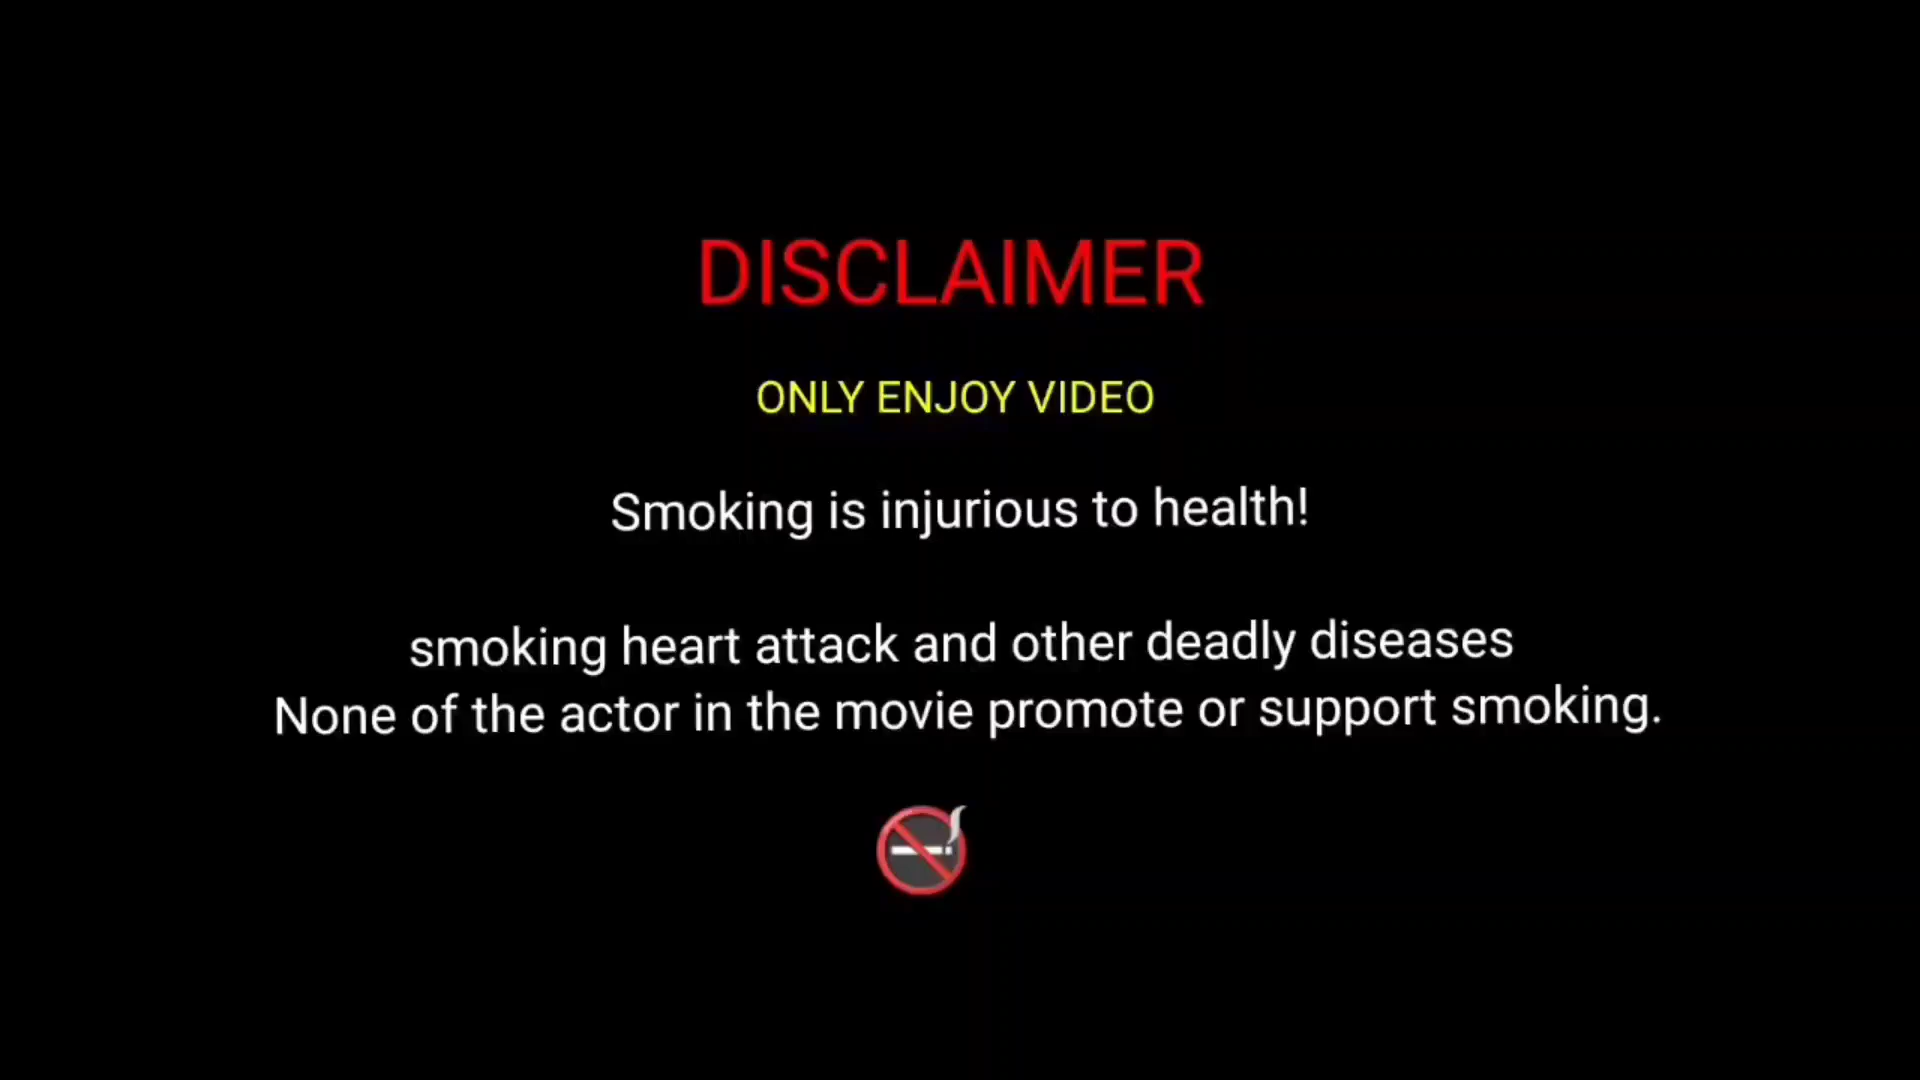 DISCLAIMER
ONLY ENJOY VIDEO
Smoking is injurious to health!
smoking heart attack and other deadly diseases
None of the actor in the movie promote or support smoking.